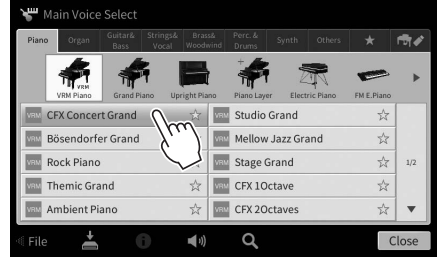 Main Voice Select
Piano Organ Guitar& Bass Strings& Vocal Brass& Woodwind Perc. & Drums Synth Others
VRM
VRM Piano Grand Piano Upright Piano Piano Layer Electric Piano FM E.Piano
VRM CFX Concert Grand VRM Studio Grand
VRM Bösendorfer Grand VRM Mellow Jazz Grand
VRM Rock Piano VRM Stage Grand 1/2
VRM Themic Grand VRM CFX 1Octave
VRM Ambient Piano VRM CFX 2Octaves
File Close